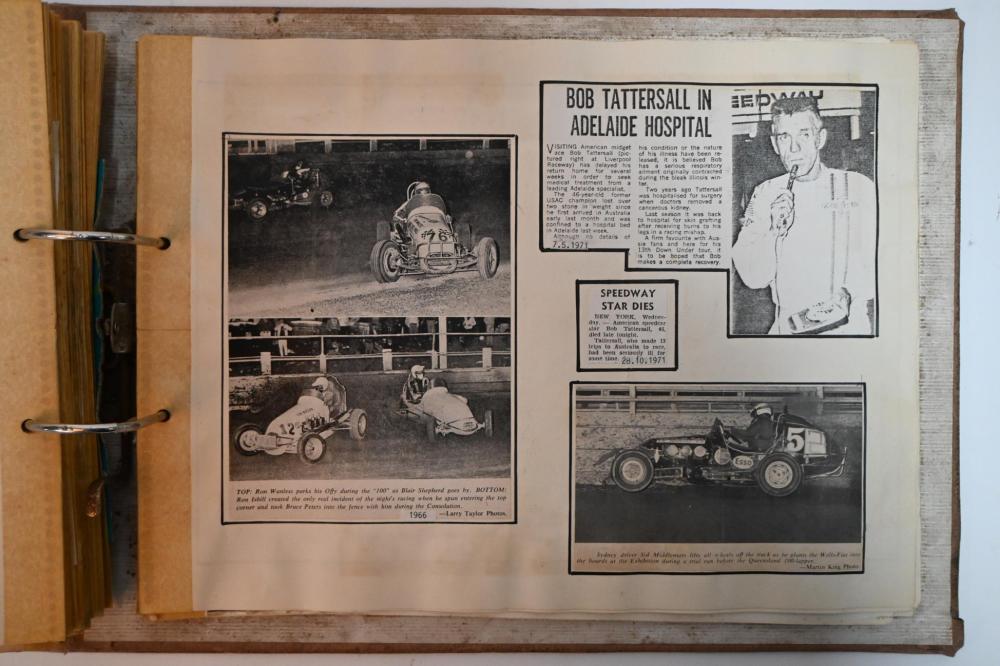 76
12
TOP: Ron Wanless parks his Offy during the "100" as Blair Shepherd goes by. BOTTOM:
Ron Isbill created the only real incident of the night's racing when he spun entering the top
corner and took Bruce Peters into the fence with him during the Consolation.
1966
—Larry Taylor Photos.
BOB TATTERSALL IN
ADELAIDE HOSPITAL
VISITING American midget
ace Bob Tattersall (pic-
tured right at Liverpool
Raceway) has delayed his
return home for several
weeks in order to seek
medical treatment from a
leading Adelaide specialist.
The 46-year-old former
USAC champion lost over
two stone in weight since
he first arrived in Australia
early last month and was
confined to a hospital bed
in Adelaide last week.
Although no details of
7.5.1971
his condition or the nature
of his illness have been re-
leased, it is believed Bob
has a serious respiratory
ailment originally contracted
during the bleak Illinois win-
ter.
Two years ago Tattersall
was hospitalised for surgery
when doctors removed a
cancerous kidney.
Last season it was back
to hospital for skin grafting
after receiving burns to his
legs in a racing mishap.
A firm favourite with Aus-
sie fans and here for his
13th Down Under tour, it
is to be hoped that Bob
makes a complete recovery.
EEDWAY
SPEEDWAY
STAR DIES
NEW YORK, Wednes-
day. — American speedcar
star Bob Tattersall,
died late tonight.
Tattersall, who made 13
trips to Australia to race,
had been seriously ill for
some time.
28.10.1971
ESSO
5
Sydney driver Sid Middlemass lifts all wheels off the track as he plants the Wells-Fiat into
the boards at the Exhibition during a trial run before the Queensland 100-lapper.
—Martin King Photo